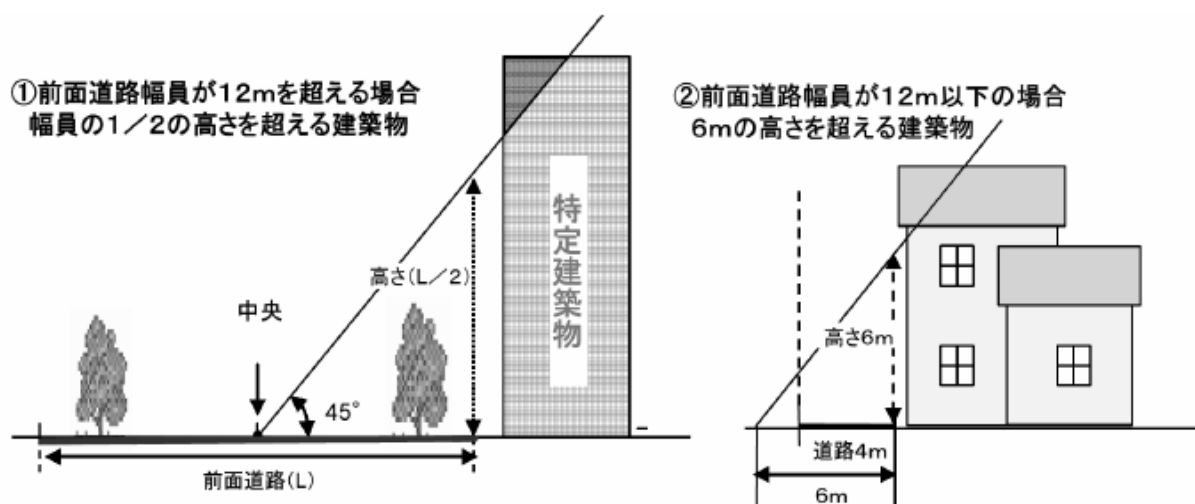 ①前面道路幅員が12mを超える場合
幅員の1/2の高さを超える建築物
特定建築物
高さ(L/2)
中央
45°
前面道路(L)
②前面道路幅員が12m以下の場合
6mの高さを超える建築物
高さ6m
道路4m
6m